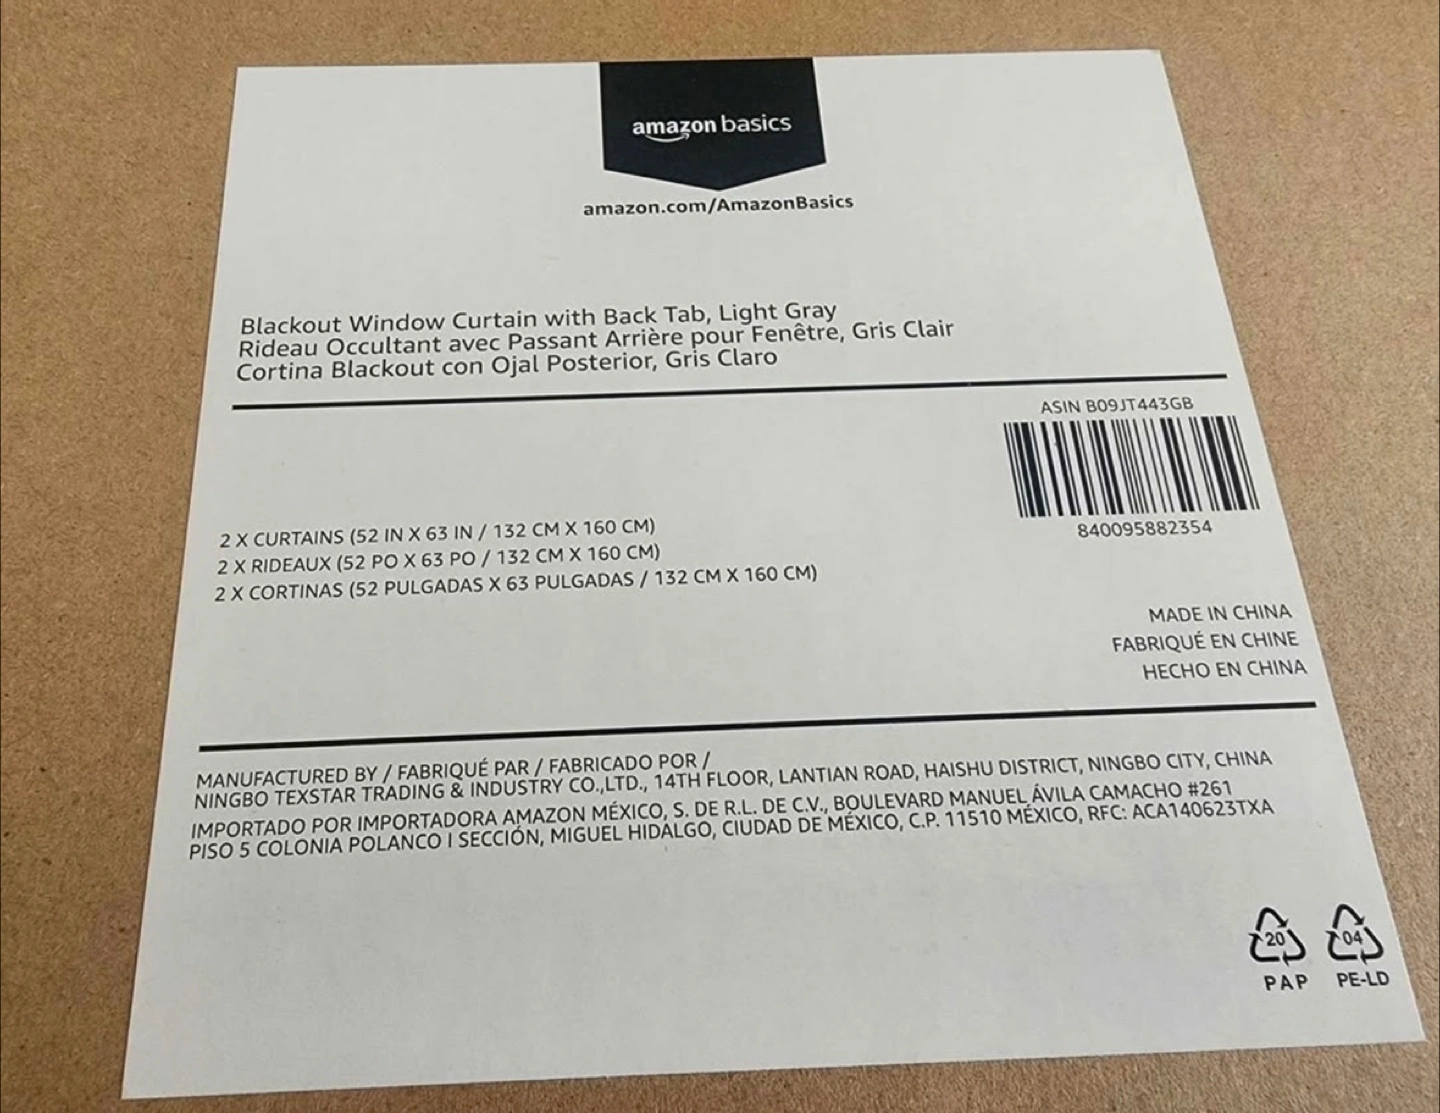 amazon basics
amazon.com/AmazonBasics
Blackout Window Curtain with Back Tab, Light Gray
Rideau Occultant avec Passant Arrière pour Fenêtre, Gris Clair
Cortina Blackout con Ojal Posterior, Gris Claro
ASIN B09JT443GB
840095882354
2 X CURTAINS (52 IN X 63 IN / 132 CM X 160 CM)
2 X RIDEAUX (52 PO X 63 PO / 132 CM X 160 CM)
2 X CORTINAS (52 PULGADAS X 63 PULGADAS / 132 CM X 160 CM)
MADE IN CHINA
FABRIQUÉ EN CHINE
HECHO EN CHINA
MANUFACTURED BY / FABRIQUÉ PAR / FABRICADO POR /
NINGBO TEXSTAR TRADING & INDUSTRY CO.,LTD., 14TH FLOOR, LANTIAN ROAD, HAISHU DISTRICT, NINGBO CITY, CHINA
IMPORTADO POR IMPORTADORA AMAZON MÉXICO, S. DE R.L. DE C.V., BOULEVARD MANUEL ÁVILA CAMACHO #261
PISO 5 COLONIA POLANCO I SECCIÓN, MIGUEL HIDALGO, CIUDAD DE MÉXICO, C.P. 11510 MÉXICO, RFC: ACA140623TXA
20 04
PAP PE-LD